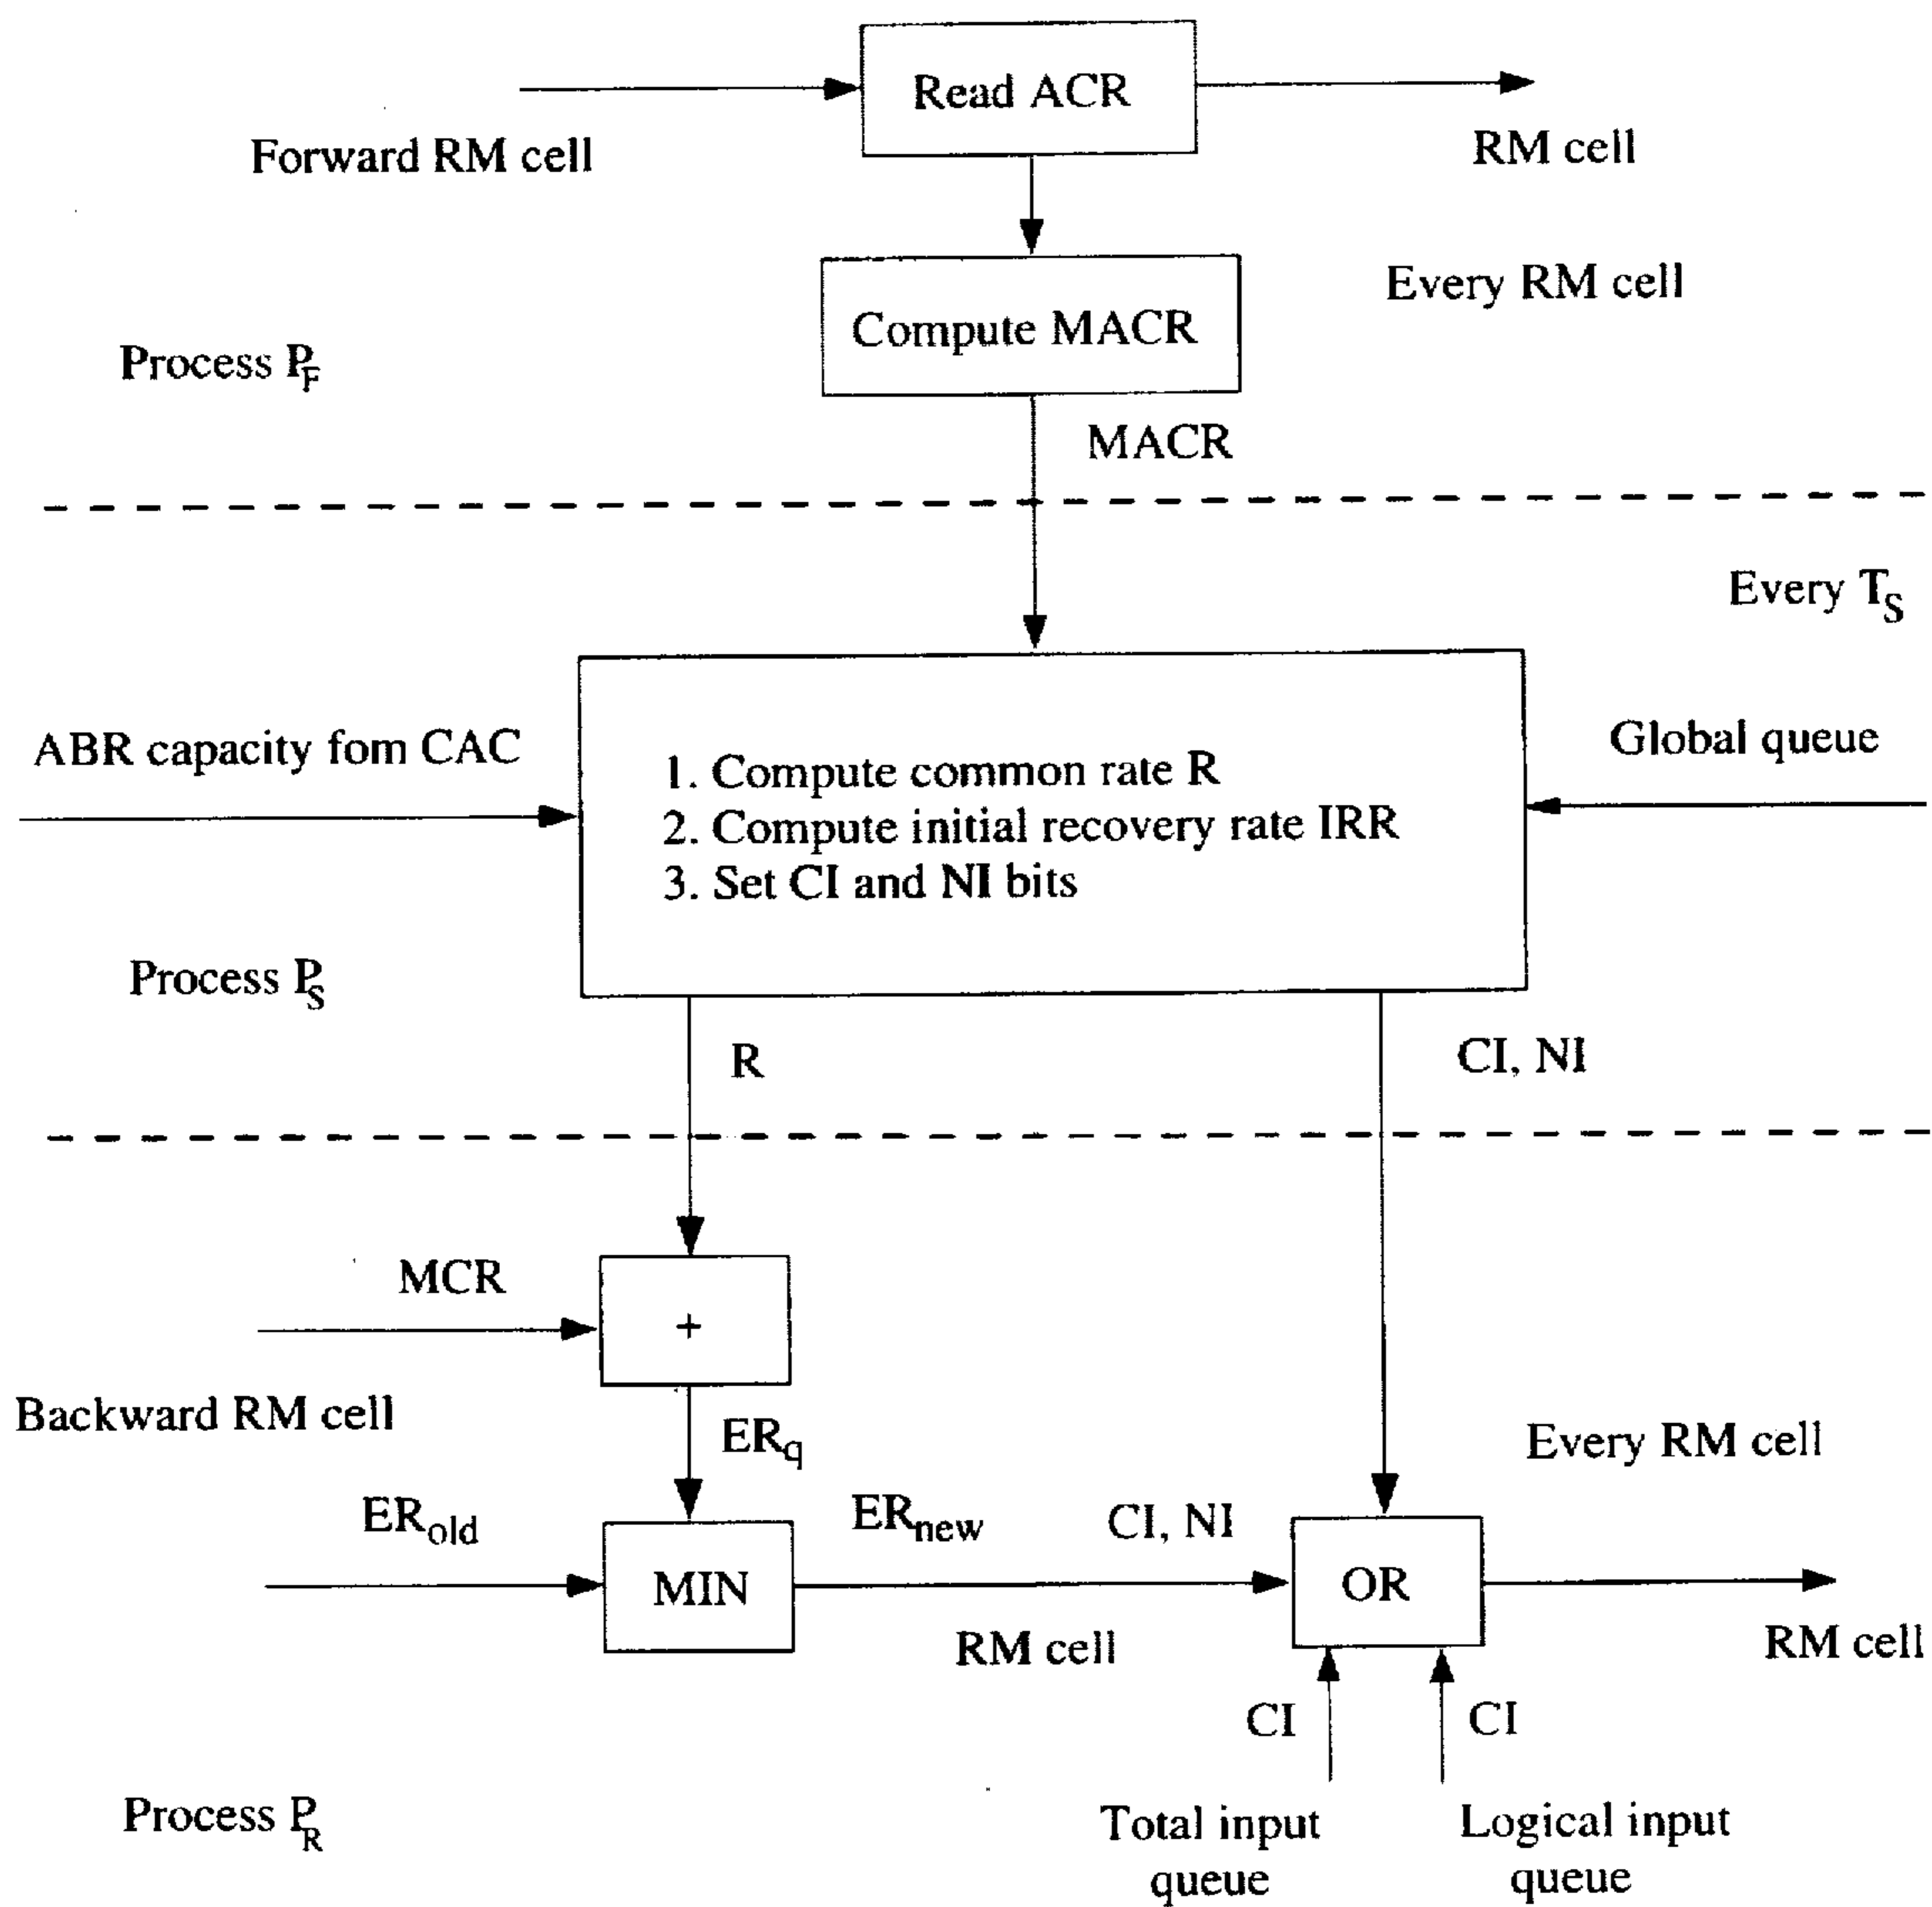 Read ACR
Forward RM cell
RM cell
Every RM cell
Compute MACR
Process P_F
MACR
Every T_S
ABR capacity fom CAC
Global queue
1. Compute common rate R
2. Compute initial recovery rate IRR
3. Set CI and NI bits
Process P_S
R
CI, NI
MCR
+
Backward RM cell
ER_q
Every RM cell
ER_old
ER_new
CI, NI
MIN
OR
RM cell
RM cell
CI
CI
Process P_R
Total input
queue
Logical input
queue